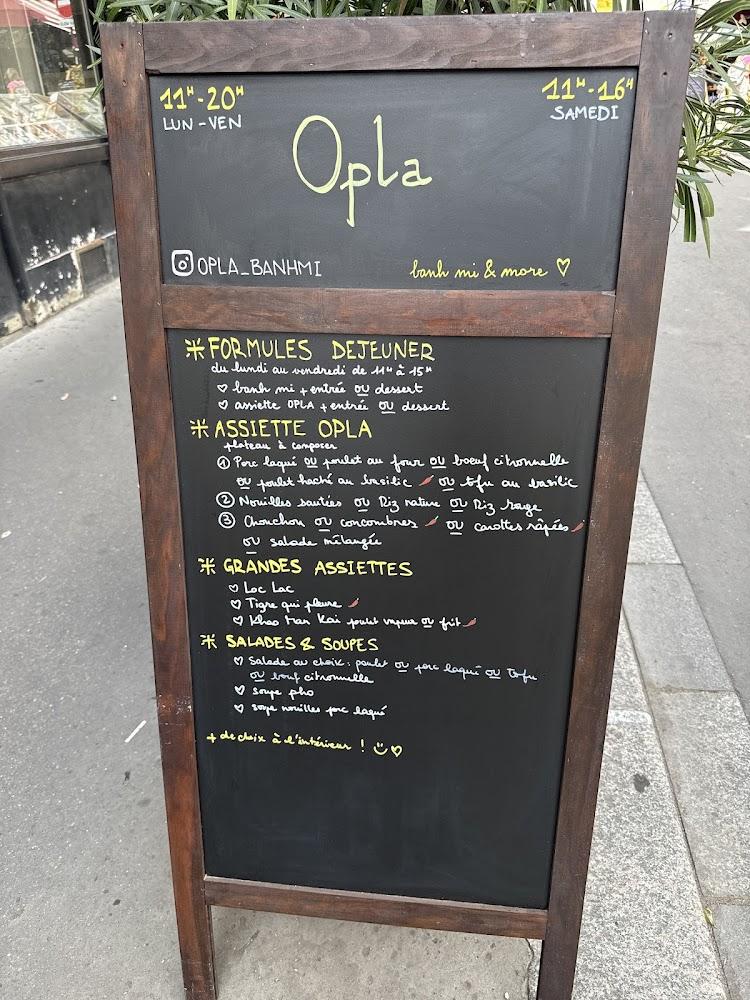 11H-20H
LUN-VEN
11H-16H
SAMEDI
Opla
OPLA_BANHMI
banh mi & more ♡
FORMULES DEJEUNER
du lundi au vendredi de 11H à 15H
♡ banh mi + entrée OU dessert
♡ assiette OPLA + entrée OU dessert
ASSIETTE OPLA
plateau à composer
① Porc laqué OU poulet au four OU boeuf citronnelle
OU poulet haché au basilic 🌶 OU tofu au basilic
② Nouilles sautées OU Riz nature OU Riz rouge
③ Chouchou OU concombres 🌶 OU carottes râpées 🌶
OU salade mélangée
GRANDES ASSIETTES
♡ Loc Lac
♡ Tigre qui pleure 🌶
♡ Khao Man Kai poulet vapeur OU frit 🌶
SALADES & SOUPES
♡ Salade au choix : poulet OU porc laqué OU Tofu
OU bœuf citronnelle
♡ soupe pho
♡ soupe nouilles porc laqué
+ de choix à l'intérieur ! ☺♡